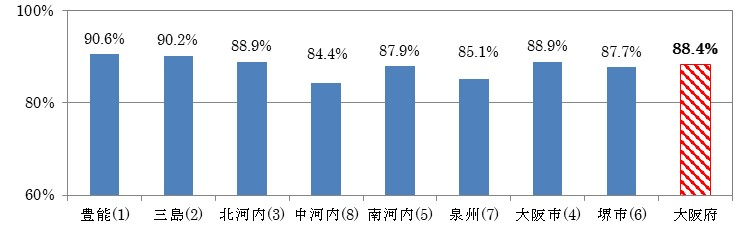 100%
90.6%
90.2%
88.9%
84.4%
87.9%
85.1%
88.9%
87.7%
88.4%
80%
60%
豊能(1)
三島(2)
北河内(3)
中河内(8)
南河内(5)
泉州(7)
大阪市(4)
堺市(6)
大阪府